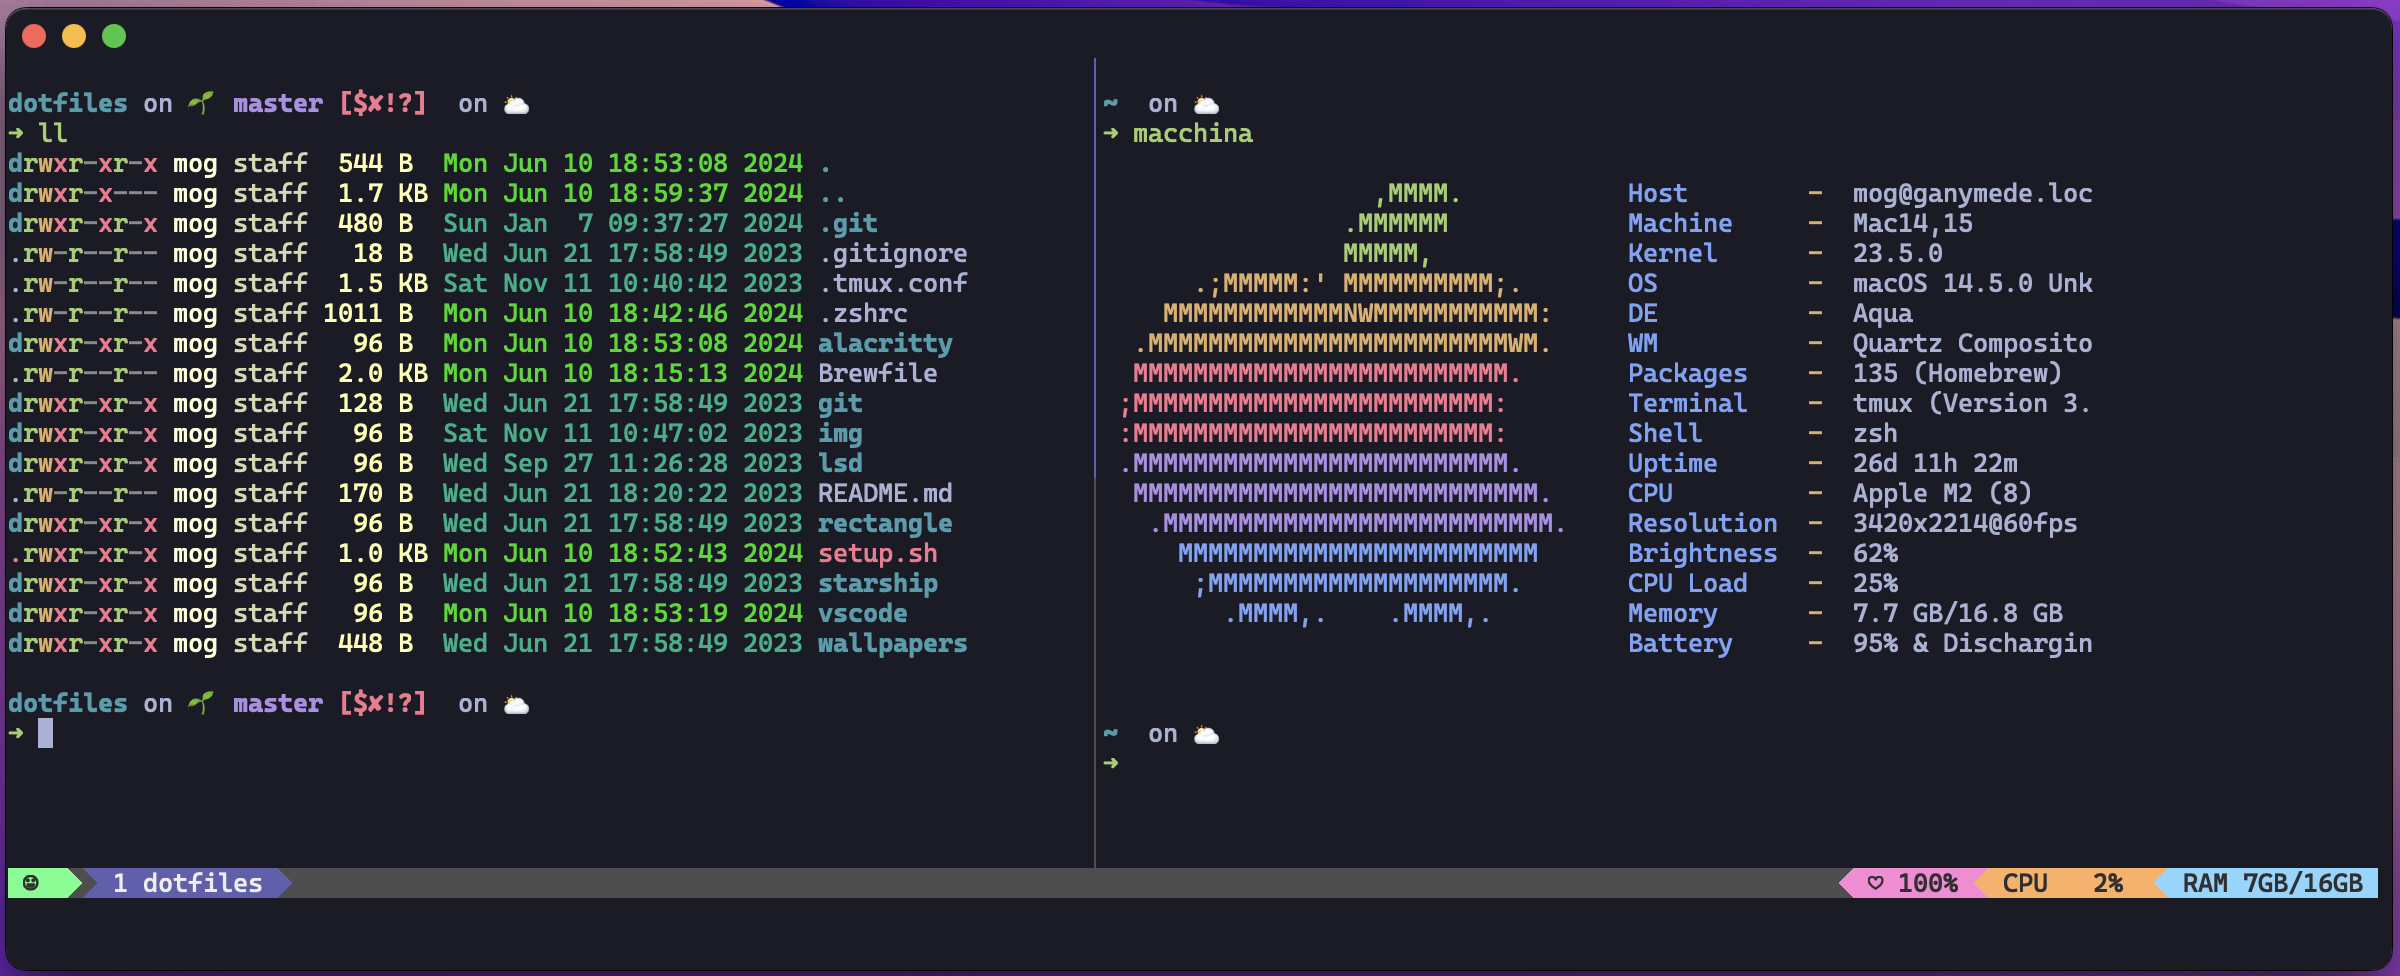 dotfiles on 🌱 master [$✘!?]  on ⛅
➜ ll
drwxr-xr-x mog staff  544 B  Mon Jun 10 18:53:08 2024 .
drwxr-x--- mog staff  1.7 KB Mon Jun 10 18:59:37 2024 ..
drwxr-xr-x mog staff  480 B  Sun Jan  7 09:37:27 2024 .git
.rw-r--r-- mog staff   18 B  Wed Jun 21 17:58:49 2023 .gitignore
.rw-r--r-- mog staff  1.5 KB Sat Nov 11 10:40:42 2023 .tmux.conf
.rw-r--r-- mog staff 1011 B  Mon Jun 10 18:42:46 2024 .zshrc
drwxr-xr-x mog staff   96 B  Mon Jun 10 18:53:08 2024 alacritty
.rw-r--r-- mog staff  2.0 KB Mon Jun 10 18:15:13 2024 Brewfile
drwxr-xr-x mog staff  128 B  Wed Jun 21 17:58:49 2023 git
drwxr-xr-x mog staff   96 B  Sat Nov 11 10:47:02 2023 img
drwxr-xr-x mog staff   96 B  Wed Sep 27 11:26:28 2023 lsd
.rw-r--r-- mog staff  170 B  Wed Jun 21 18:20:22 2023 README.md
drwxr-xr-x mog staff   96 B  Wed Jun 21 17:58:49 2023 rectangle
.rwxr-xr-x mog staff  1.0 KB Mon Jun 10 18:52:43 2024 setup.sh
drwxr-xr-x mog staff   96 B  Wed Jun 21 17:58:49 2023 starship
drwxr-xr-x mog staff   96 B  Mon Jun 10 18:53:19 2024 vscode
drwxr-xr-x mog staff  448 B  Wed Jun 21 17:58:49 2023 wallpapers
dotfiles on 🌱 master [$✘!?]  on ⛅
➜
~  on ⛅
➜ macchina
                 ,MMMM.           Host        -  mog@ganymede.loc
               .MMMMMM            Machine     -  Mac14,15
               MMMMM,             Kernel      -  23.5.0
     .;MMMMM:' MMMMMMMMMM;.       OS          -  macOS 14.5.0 Unk
   MMMMMMMMMMMMNWMMMMMMMMMMM:     DE          -  Aqua
 .MMMMMMMMMMMMMMMMMMMMMMMMWM.     WM          -  Quartz Composito
 MMMMMMMMMMMMMMMMMMMMMMMMM.       Packages    -  135 (Homebrew)
;MMMMMMMMMMMMMMMMMMMMMMMM:        Terminal    -  tmux (Version 3.
:MMMMMMMMMMMMMMMMMMMMMMMM:        Shell       -  zsh
.MMMMMMMMMMMMMMMMMMMMMMMMM.       Uptime      -  26d 11h 22m
 MMMMMMMMMMMMMMMMMMMMMMMMMMM.     CPU         -  Apple M2 (8)
  .MMMMMMMMMMMMMMMMMMMMMMMMMM.    Resolution  -  3420x2214@60fps
    MMMMMMMMMMMMMMMMMMMMMMMM      Brightness  -  62%
     ;MMMMMMMMMMMMMMMMMMMM.       CPU Load    -  25%
       .MMMM,.    .MMMM,.         Memory      -  7.7 GB/16.8 GB
                                  Battery     -  95% & Dischargin
~  on ⛅
➜
1 dotfiles ♡ 100% CPU 2% RAM 7GB/16GB